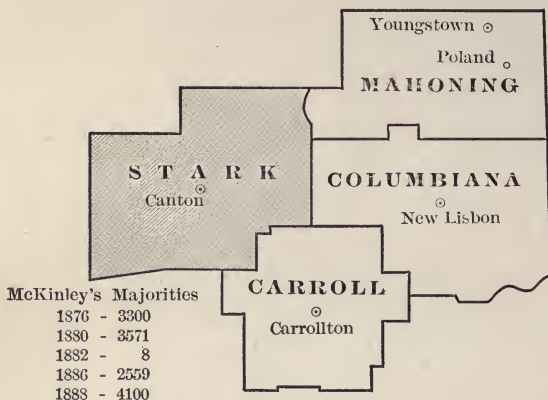 Youngstown
Poland
MAHONING
STARK
Canton
COLUMBIANA
New Lisbon
CARROLL
Carrollton
McKinley's Majorities
1876 - 3300
1880 - 3571
1882 - 8
1886 - 2559
1888 - 4100